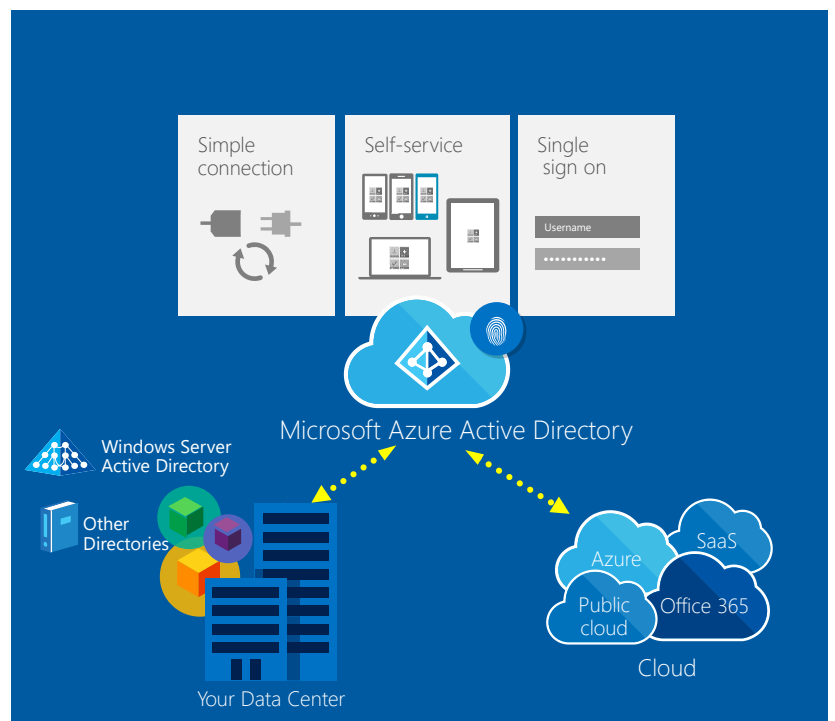 Simple
connection
Self-service
Single
sign on
Username
Microsoft Azure Active Directory
Windows Server
Active Directory
Other
Directories
Azure
SaaS
Public
cloud
Office 365
Your Data Center
Cloud